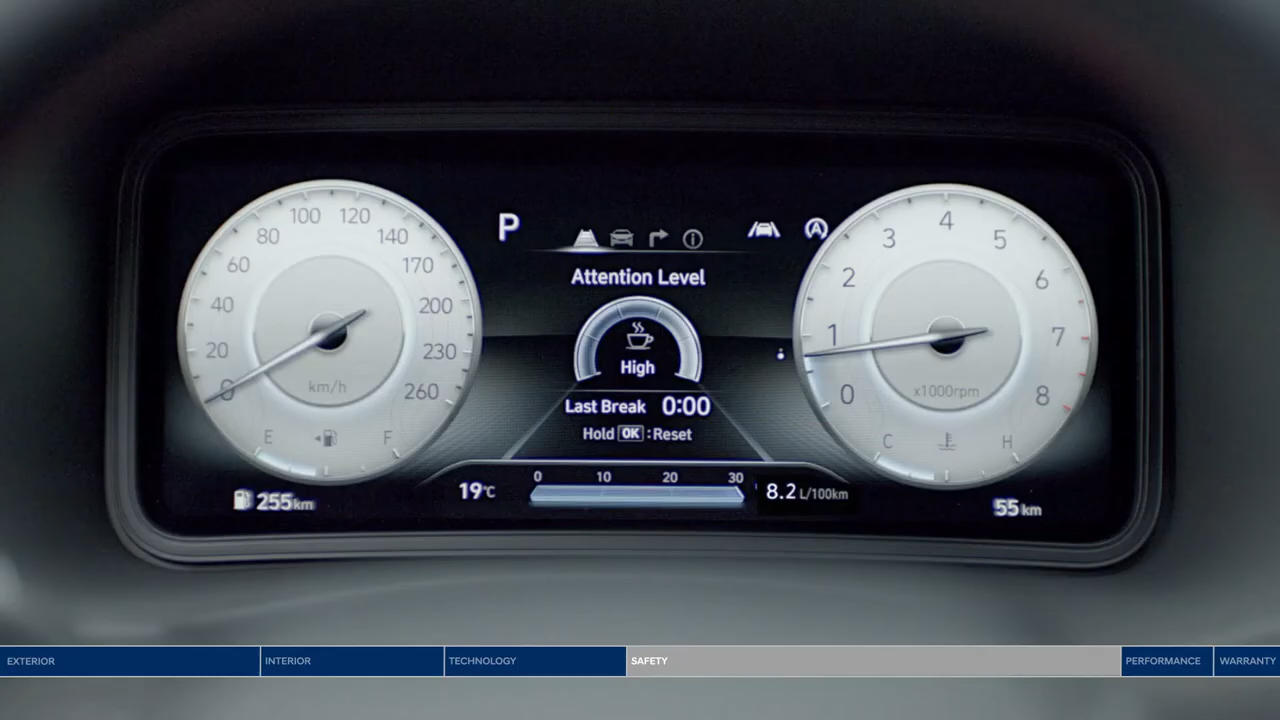 100 120
80 140
60 170
40 200
20 230
0 260
km/h
E F
255km
P
Attention Level
High
Last Break 0:00
Hold OK : Reset
0 10 20 30
19°C
8.2 L/100km
A
4
3 5
2 6
1 7
0 8
x1000rpm
C H
55 km
EXTERIOR
INTERIOR
TECHNOLOGY
SAFETY
PERFORMANCE
WARRANTY